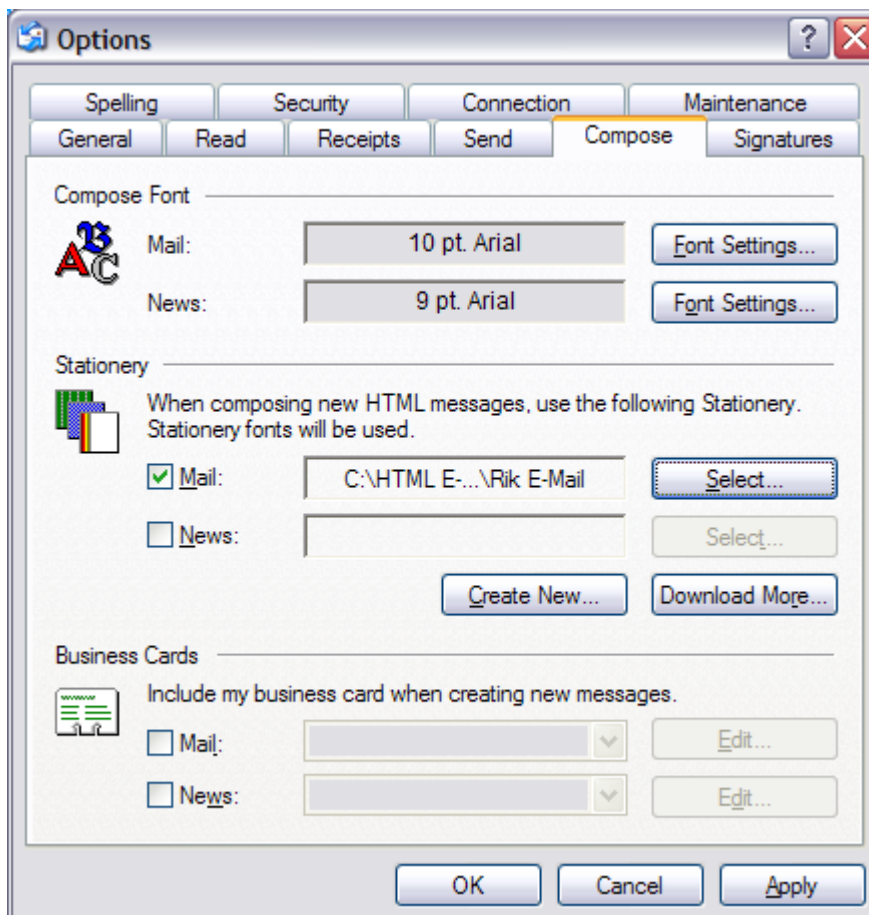 Options
Spelling Security Connection Maintenance
General Read Receipts Send Compose Signatures
Compose Font
Mail: 10 pt. Arial Font Settings...
News: 9 pt. Arial Font Settings...
Stationery
When composing new HTML messages, use the following Stationery.
Stationery fonts will be used.
Mail: C:\HTML E-...\Rik E-Mail Select...
News: Select...
Create New... Download More...
Business Cards
Include my business card when creating new messages.
Mail: Edit...
News: Edit...
OK Cancel Apply